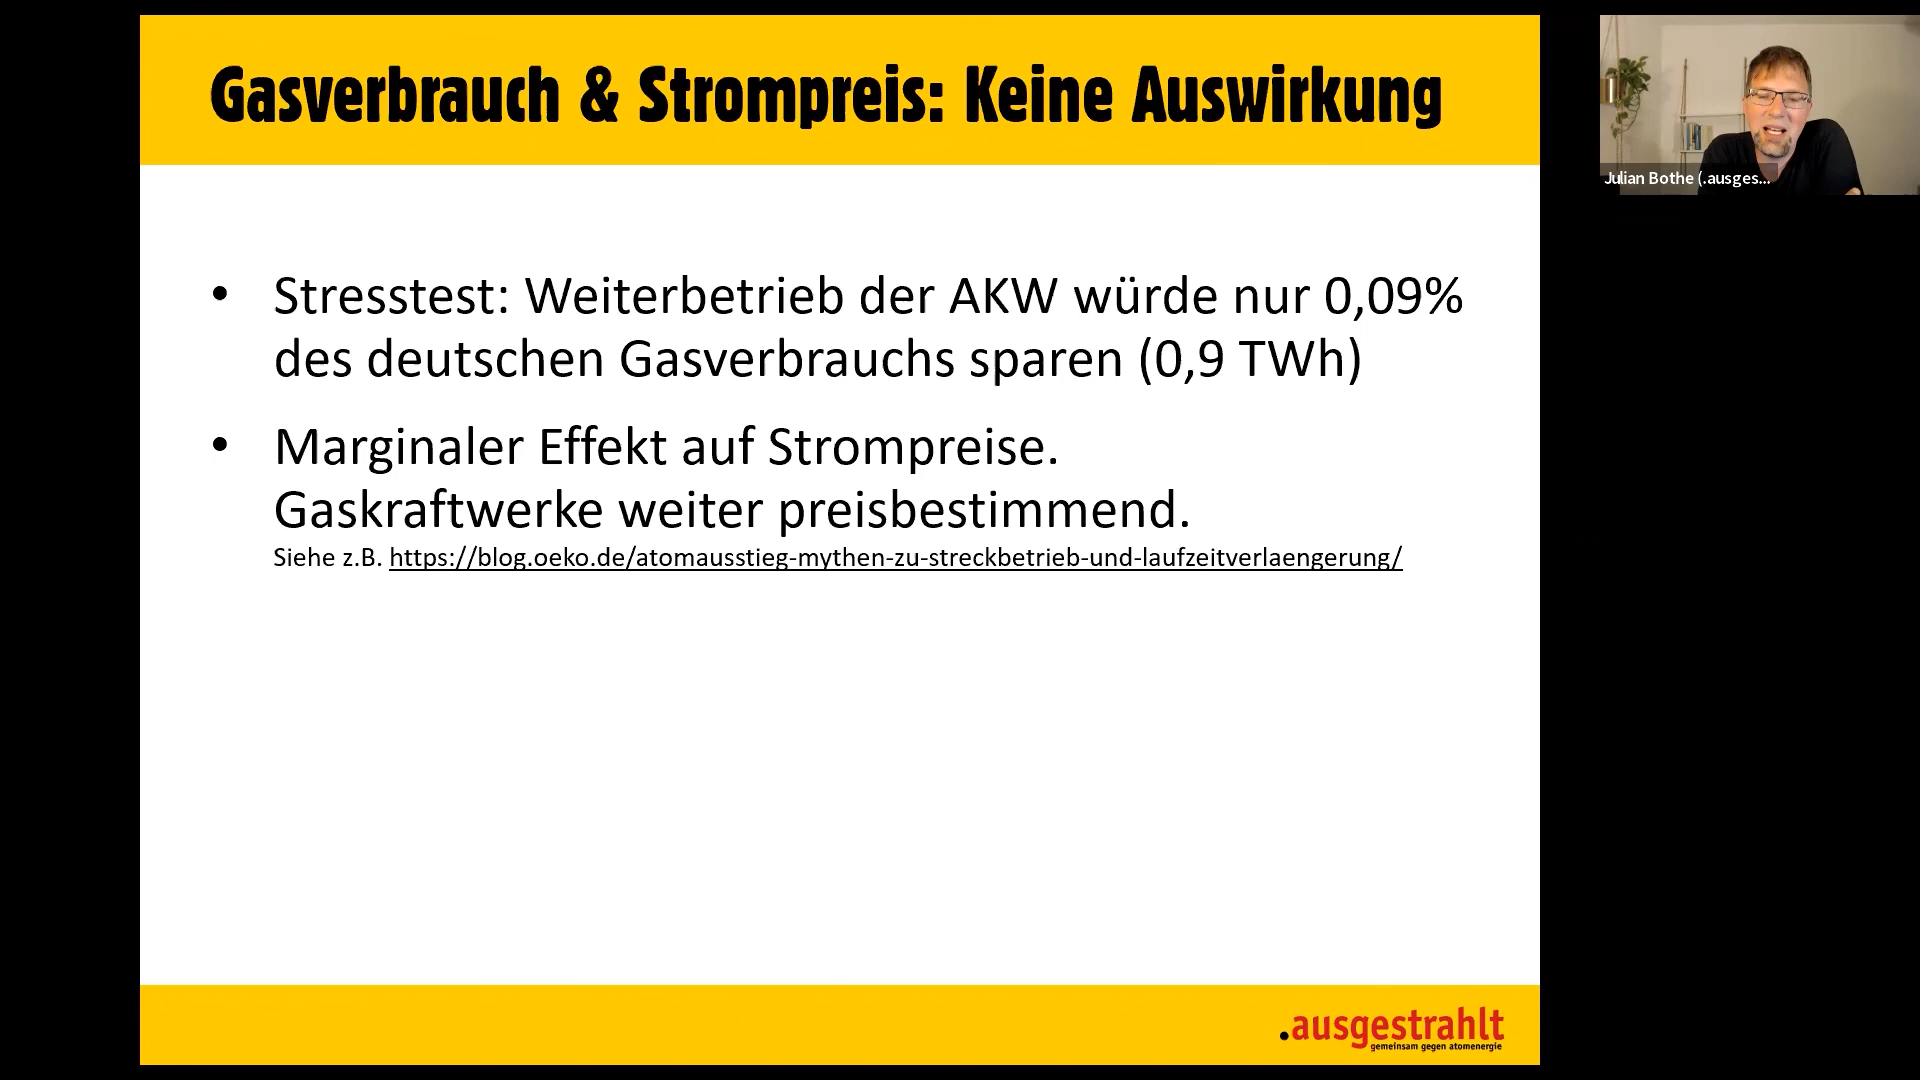 Gasverbrauch & Strompreis: Keine Auswirkung
• Stresstest: Weiterbetrieb der AKW würde nur 0,09%
des deutschen Gasverbrauchs sparen (0,9 TWh)
• Marginaler Effekt auf Strompreise.
Gaskraftwerke weiter preisbestimmend.
Siehe z.B. https://blog.oeko.de/atomausstieg-mythen-zu-streckbetrieb-und-laufzeitverlaengerung/
.ausgestrahlt
gemeinsam gegen atomenergie
Julian Bothe (.ausges...